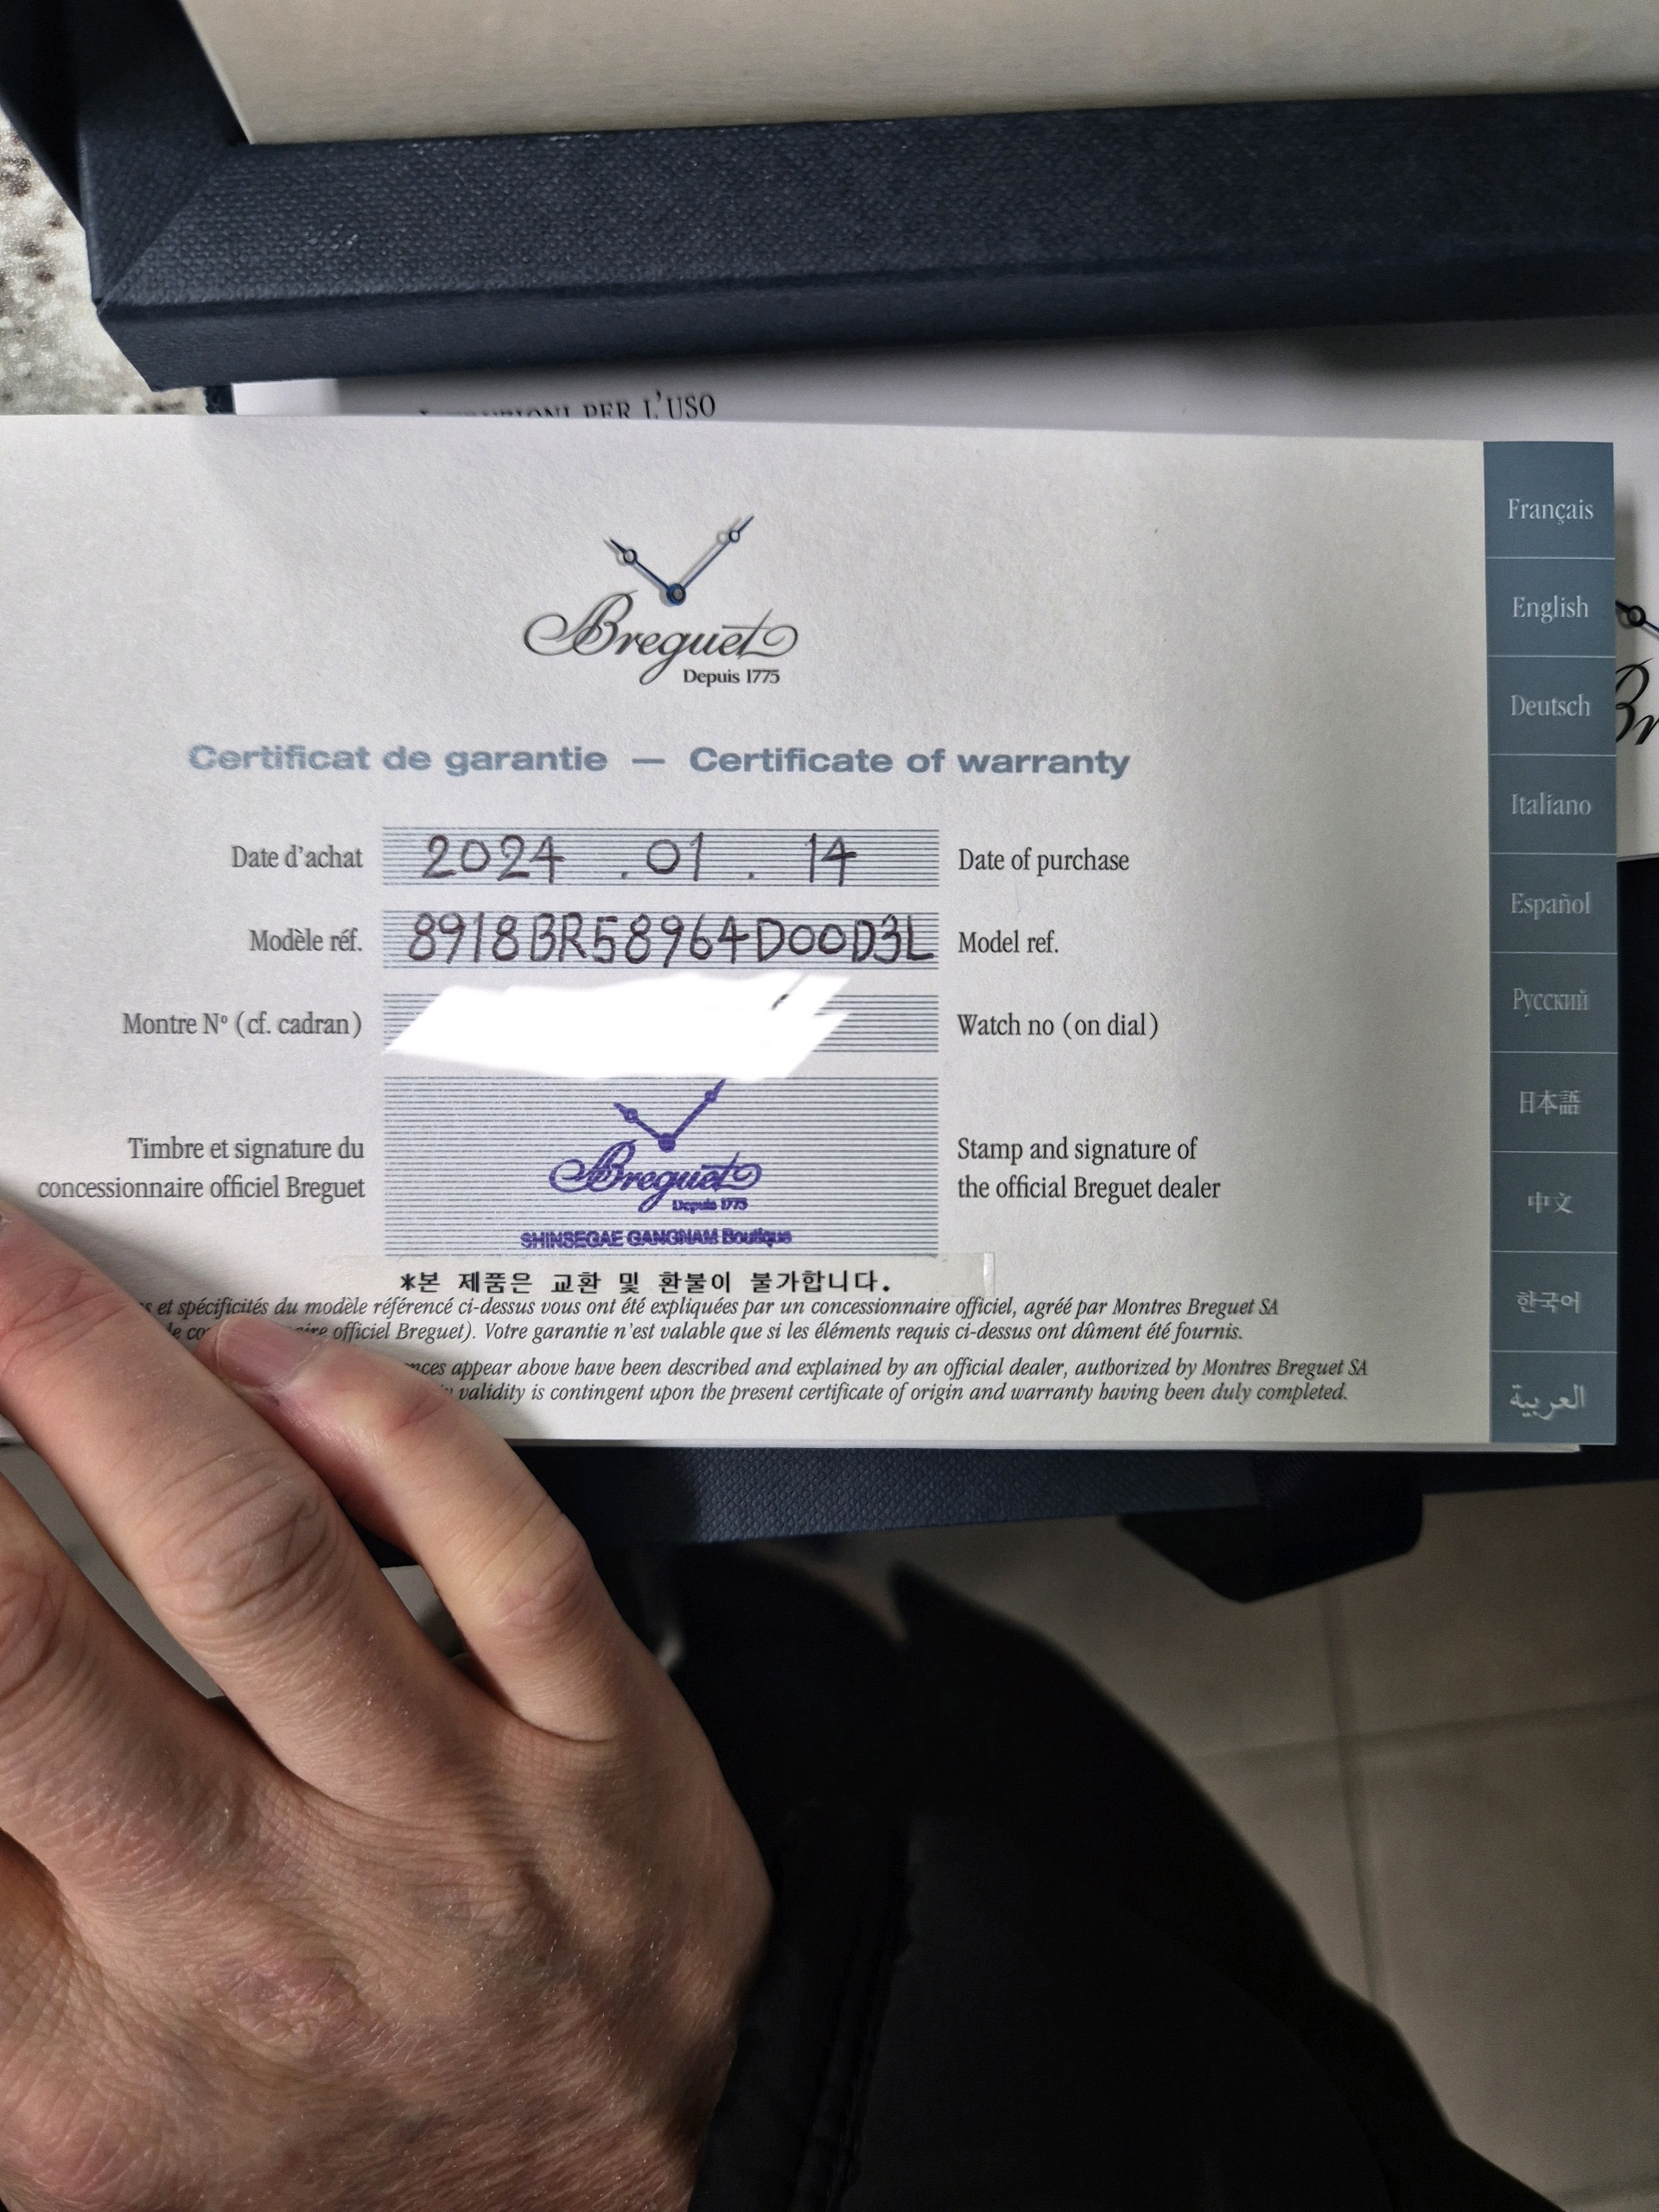 PER L'USO
Breguet
Depuis 1775
Certificat de garantie — Certificate of warranty
Date d'achat 2024 . 01 . 14 Date of purchase
Modèle réf. 8918BR58964D00D3L Model ref.
Montre Nº (cf. cadran) Watch no (on dial)
Timbre et signature du
concessionnaire officiel Breguet
Breguet
Depuis 1775
SHINSEGAE GANGNAM Boutique
Stamp and signature of
the official Breguet dealer
*본 제품은 교환 및 환불이 불가합니다.
et spécificités du modèle référencé ci-dessus vous ont été expliquées par un concessionnaire officiel, agréé par Montres Breguet SA
officiel Breguet). Votre garantie n'est valable que si les éléments requis ci-dessus ont dûment été fournis.
appear above have been described and explained by an official dealer, authorized by Montres Breguet SA
validity is contingent upon the present certificate of origin and warranty having been duly completed.
Français
English
Deutsch
Italiano
Español
Русский
日本語
中文
한국어
العربية